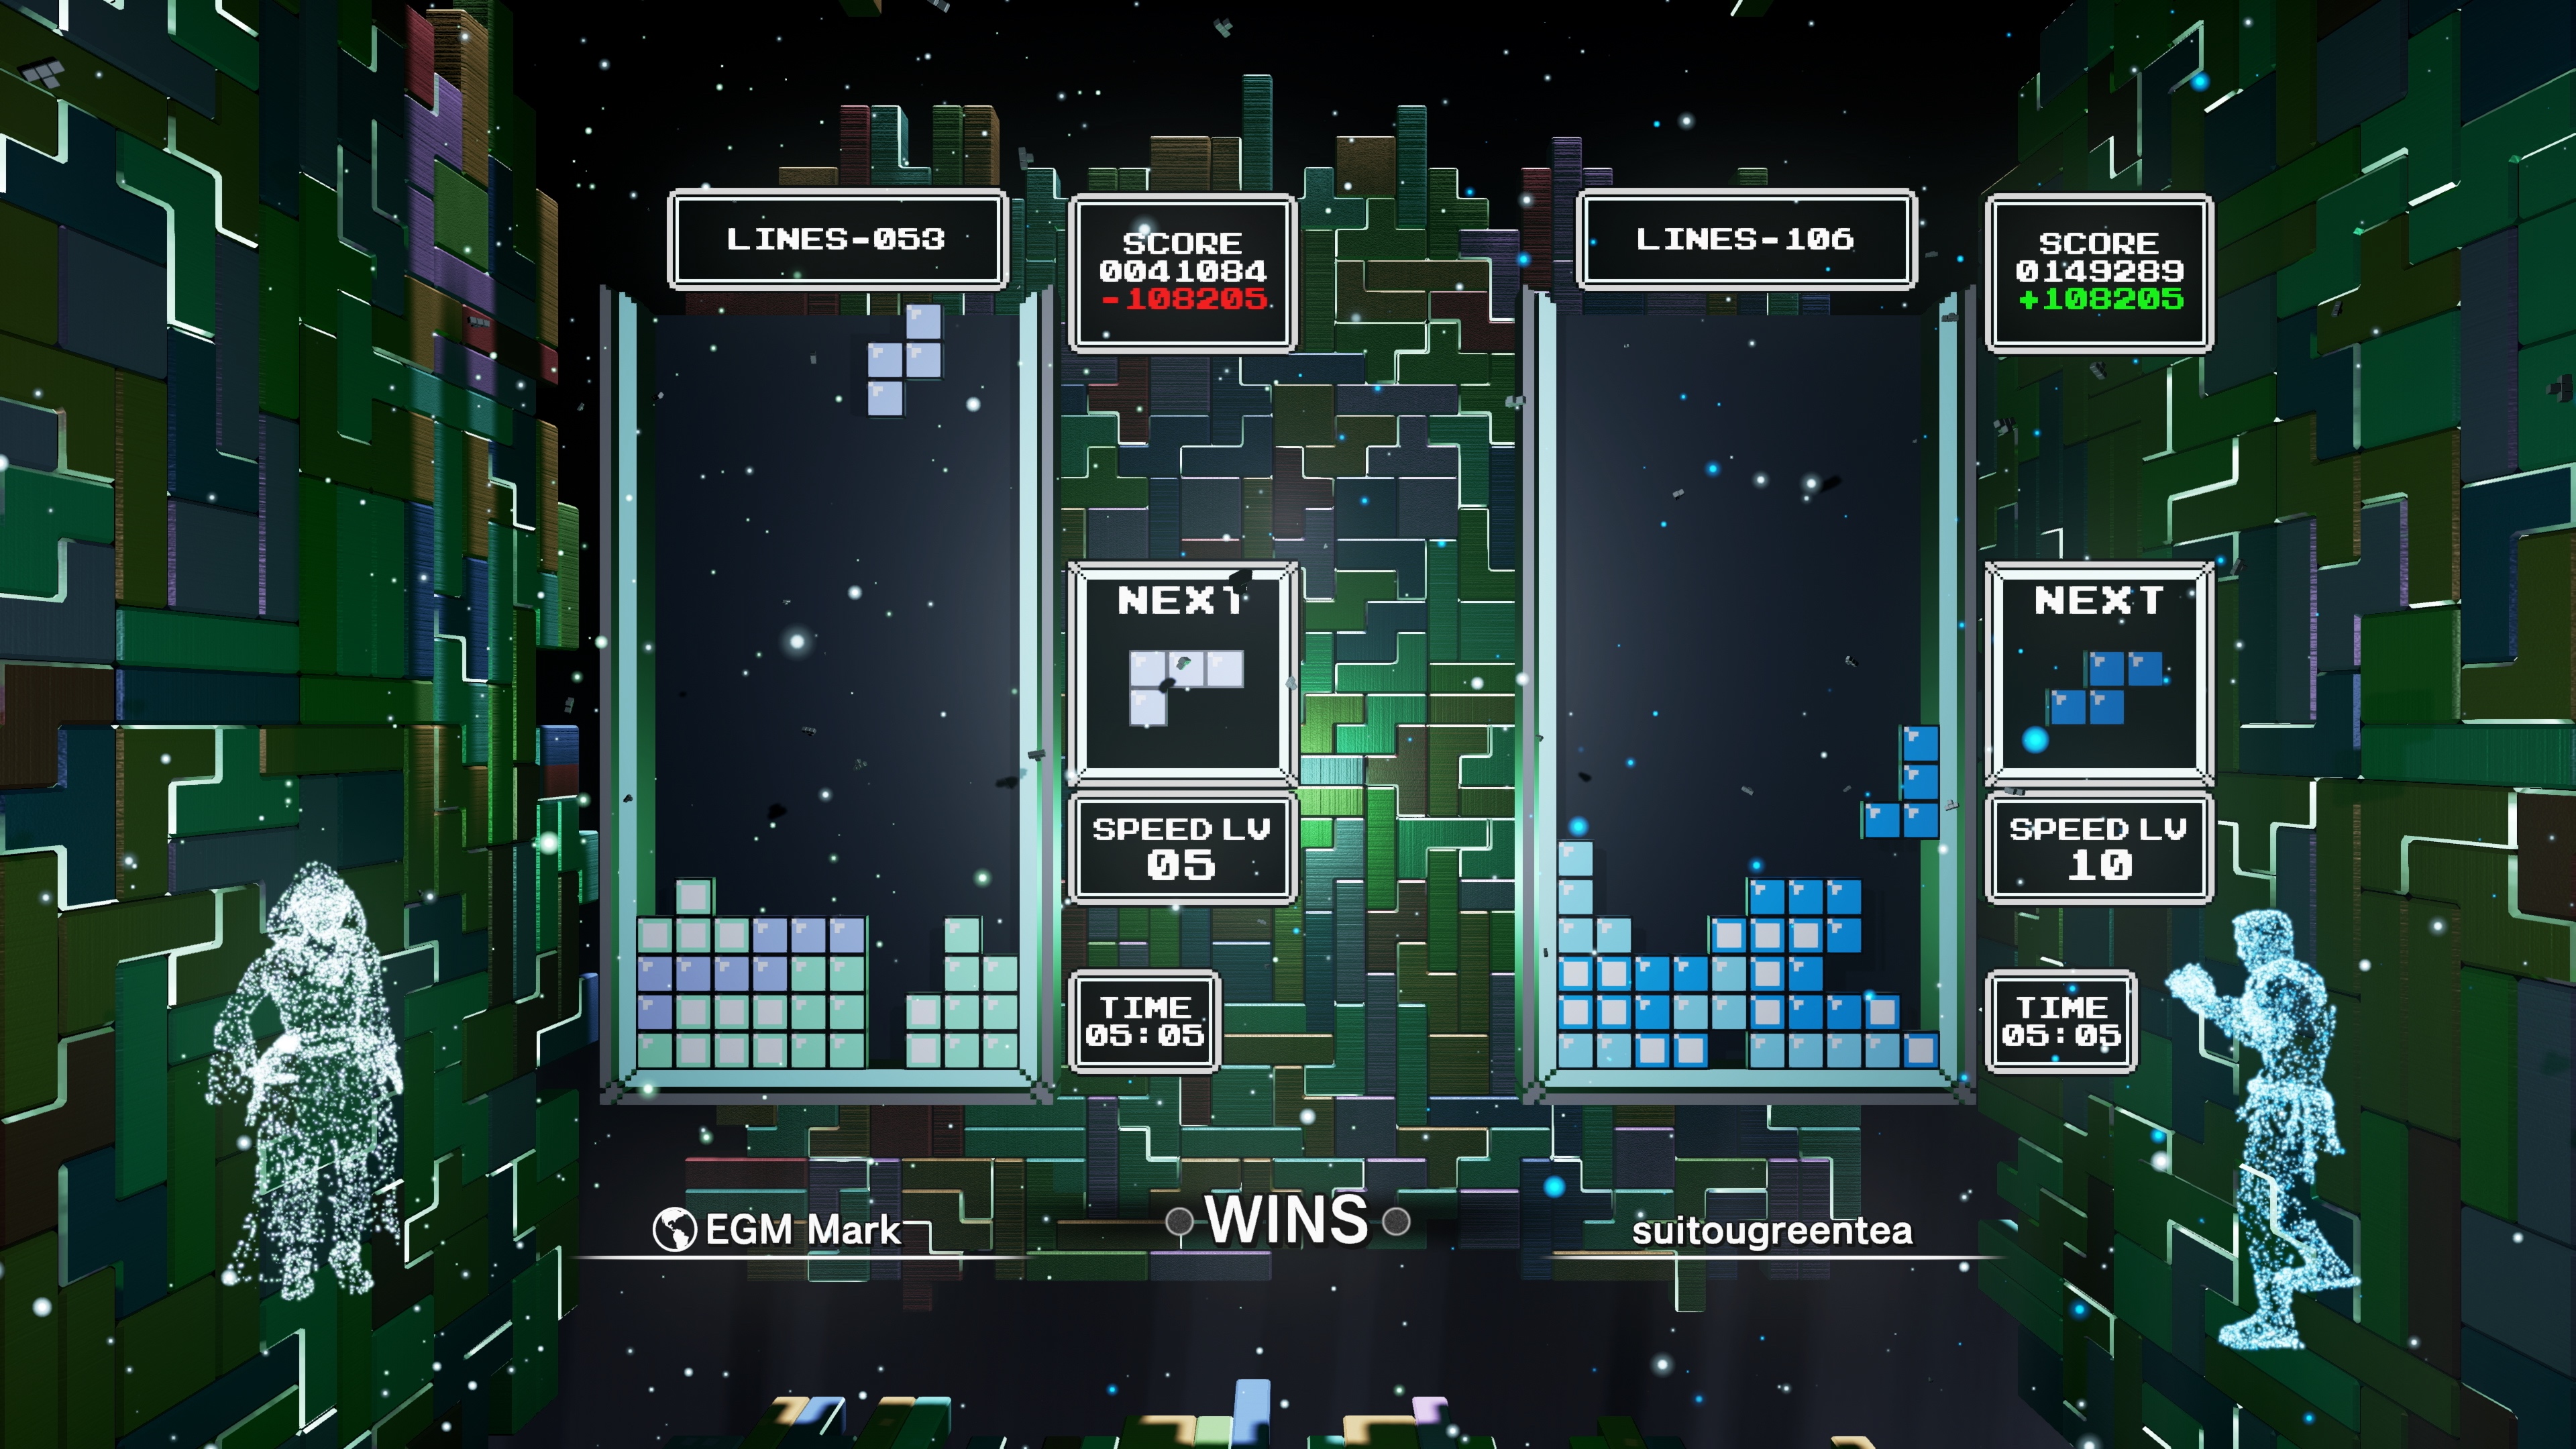 LINES-053
SCORE
0041084
-108205
LINES-106
SCORE
0149289
+108205
NEXT
NEXT
SPEED LV
05
SPEED LV
10
TIME
05:05
TIME
05:05
EGM Mark
WINS
suitougreentea